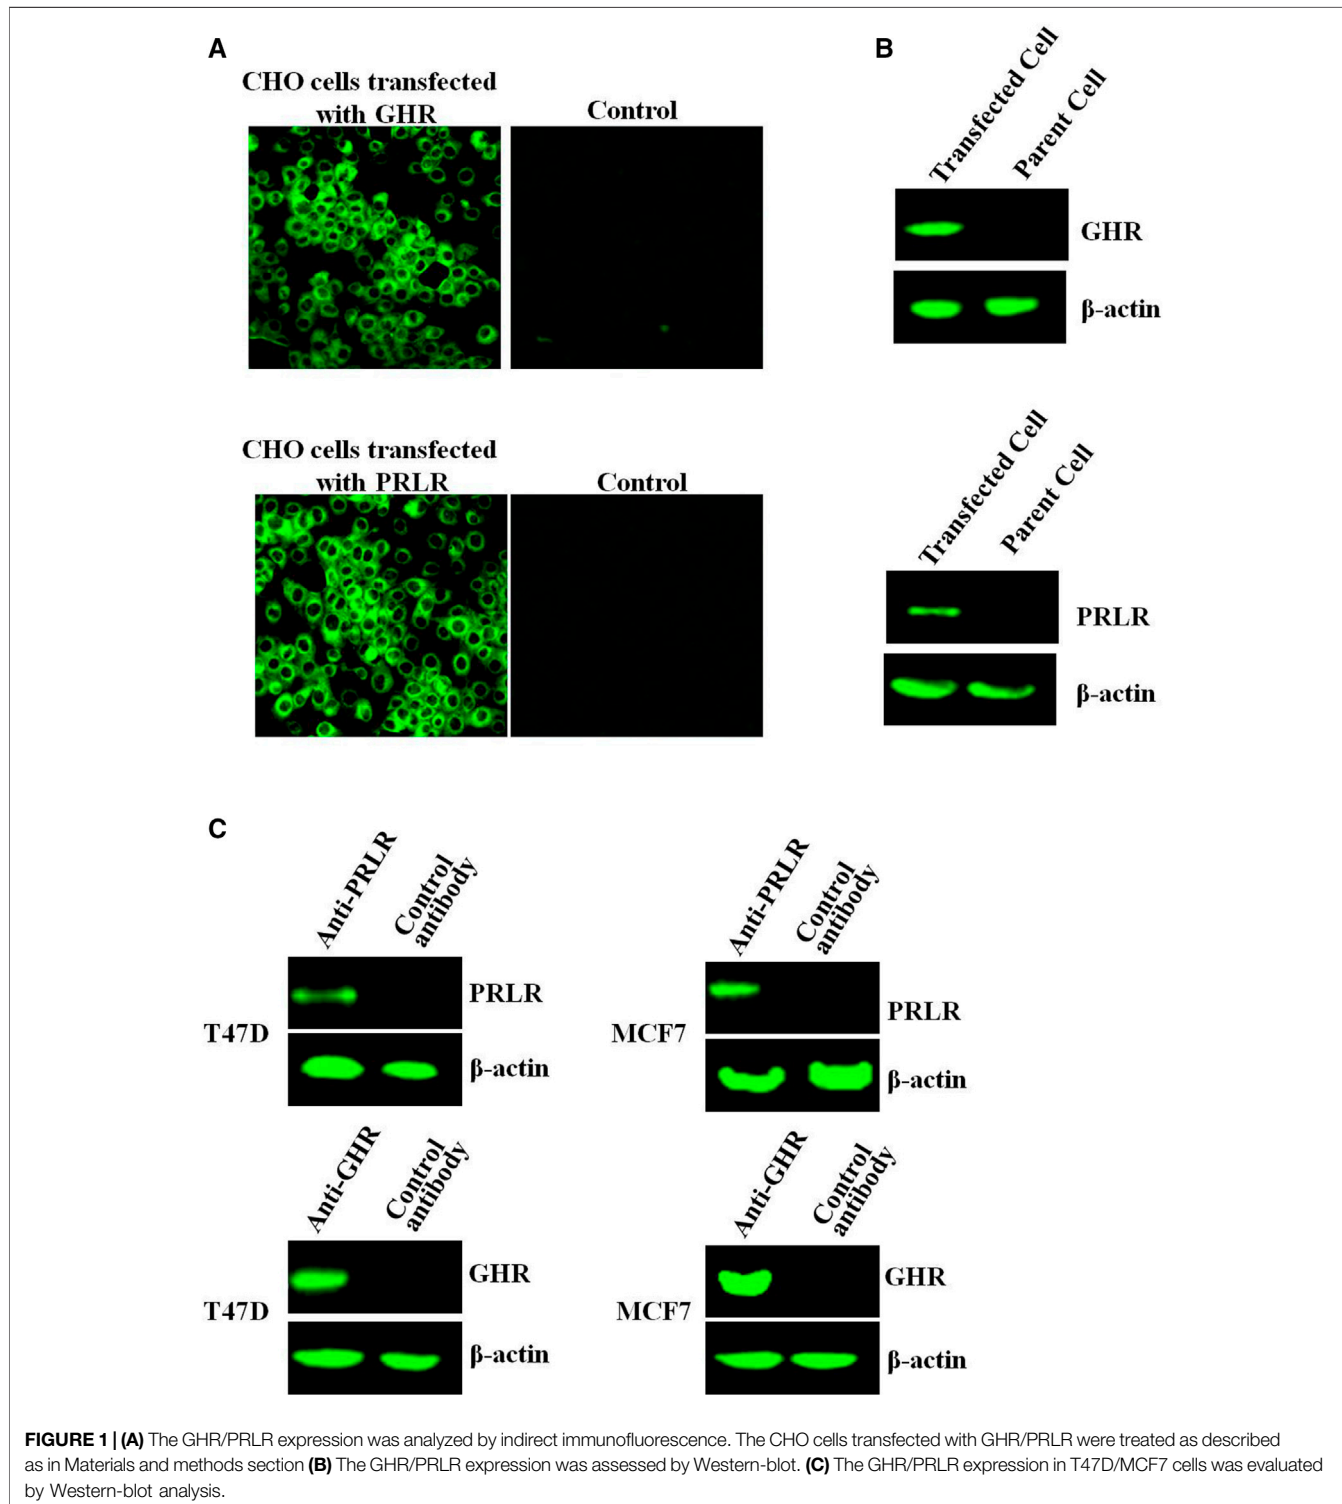 A
CHO cells transfected
with GHR
Control
B
Transfected Cell
Parent Cell
GHR
β-actin
CHO cells transfected
with PRLR
Control
Transfected Cell
Parent Cell
PRLR
β-actin
C
Anti-PRLR
Control
antibody
T47D
PRLR
β-actin
Anti-PRLR
Control
antibody
MCF7
PRLR
β-actin
Anti-GHR
Control
antibody
T47D
GHR
β-actin
Anti-GHR
Control
antibody
MCF7
GHR
β-actin
FIGURE 1 | (A) The GHR/PRLR expression was analyzed by indirect immunofluorescence. The CHO cells transfected with GHR/PRLR were treated as described
as in Materials and methods section (B) The GHR/PRLR expression was assessed by Western-blot. (C) The GHR/PRLR expression in T47D/MCF7 cells was evaluated
by Western-blot analysis.